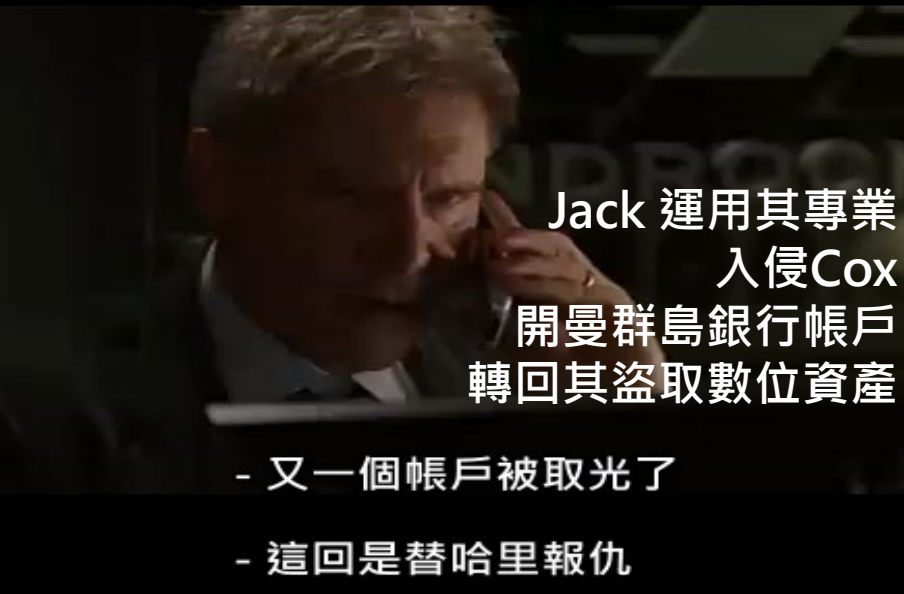 Jack 運用其專業
入侵Cox
開曼群島銀行帳戶
轉回其盜取數位資產
- 又一個帳戶被取光了
- 這回是替哈里報仇